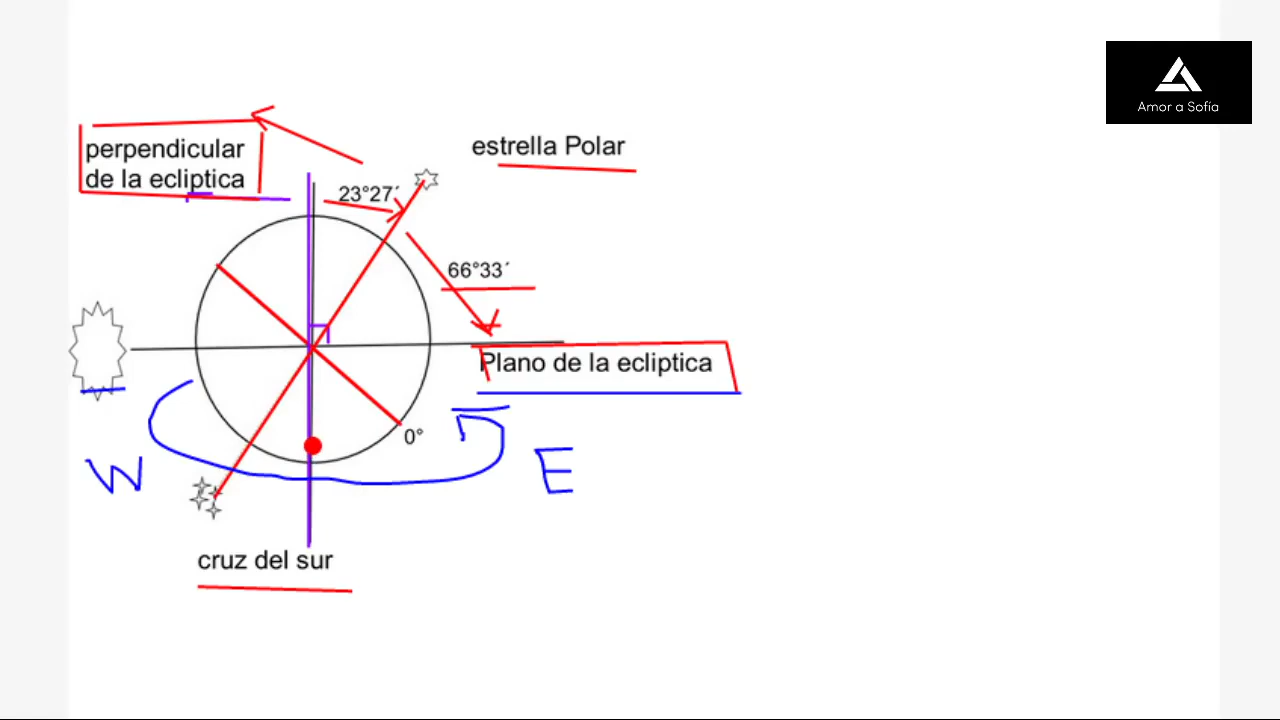 Amor a Sofía
perpendicular
de la ecliptica
estrella Polar
23°27´
66°33´
Plano de la ecliptica
0°
W
E
cruz del sur